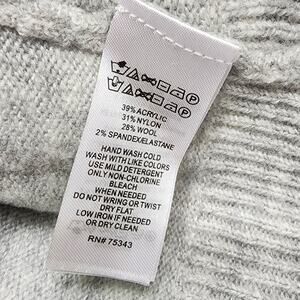 39% ACRYLIC
31% NYLON
28% WOOL
2% SPANDEX/ELASTANE
HAND WASH COLD
WASH WITH LIKE COLORS
USE MILD DETERGENT
ONLY NON-CHLORINE
BLEACH
WHEN NEEDED
DO NOT WRING OR TWIST
DRY FLAT
LOW IRON IF NEEDED
OR DRY CLEAN
RN# 75343